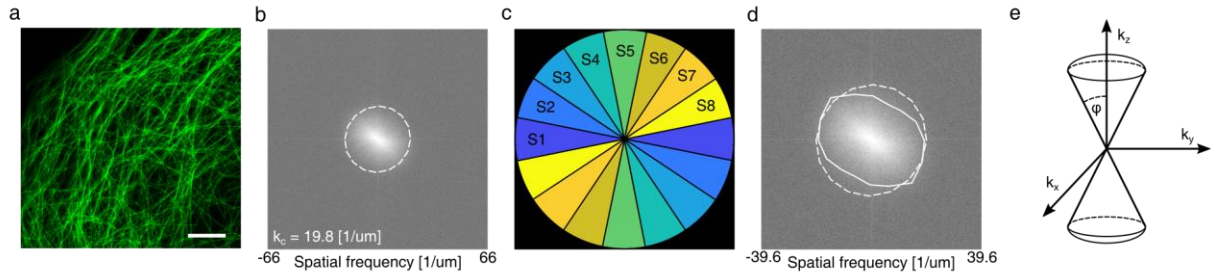 a
b
c
d
e
k_c = 19.8 [1/um]
-66
Spatial frequency [1/um]
66
S1
S2
S3
S4
S5
S6
S7
S8
-39.6
Spatial frequency [1/um]
39.6
k_z
φ
k_y
k_x